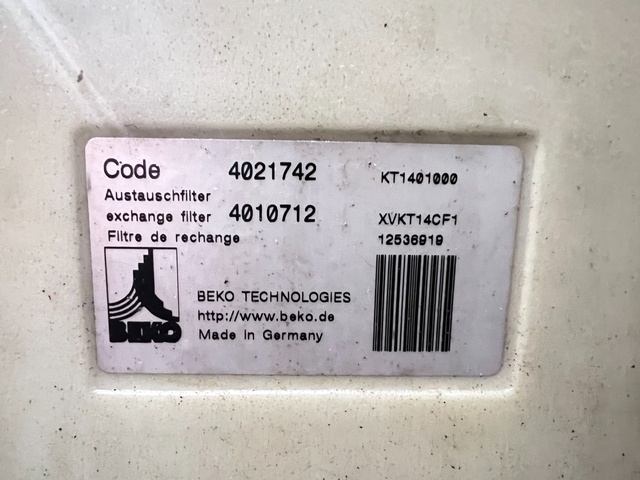 Code 4021742 KT1401000
Austauschfilter
exchange filter 4010712 XVKT14CF1
Filtre de rechange 12536919
BEKO TECHNOLOGIES
http://www.beko.de
Made in Germany
BEKO